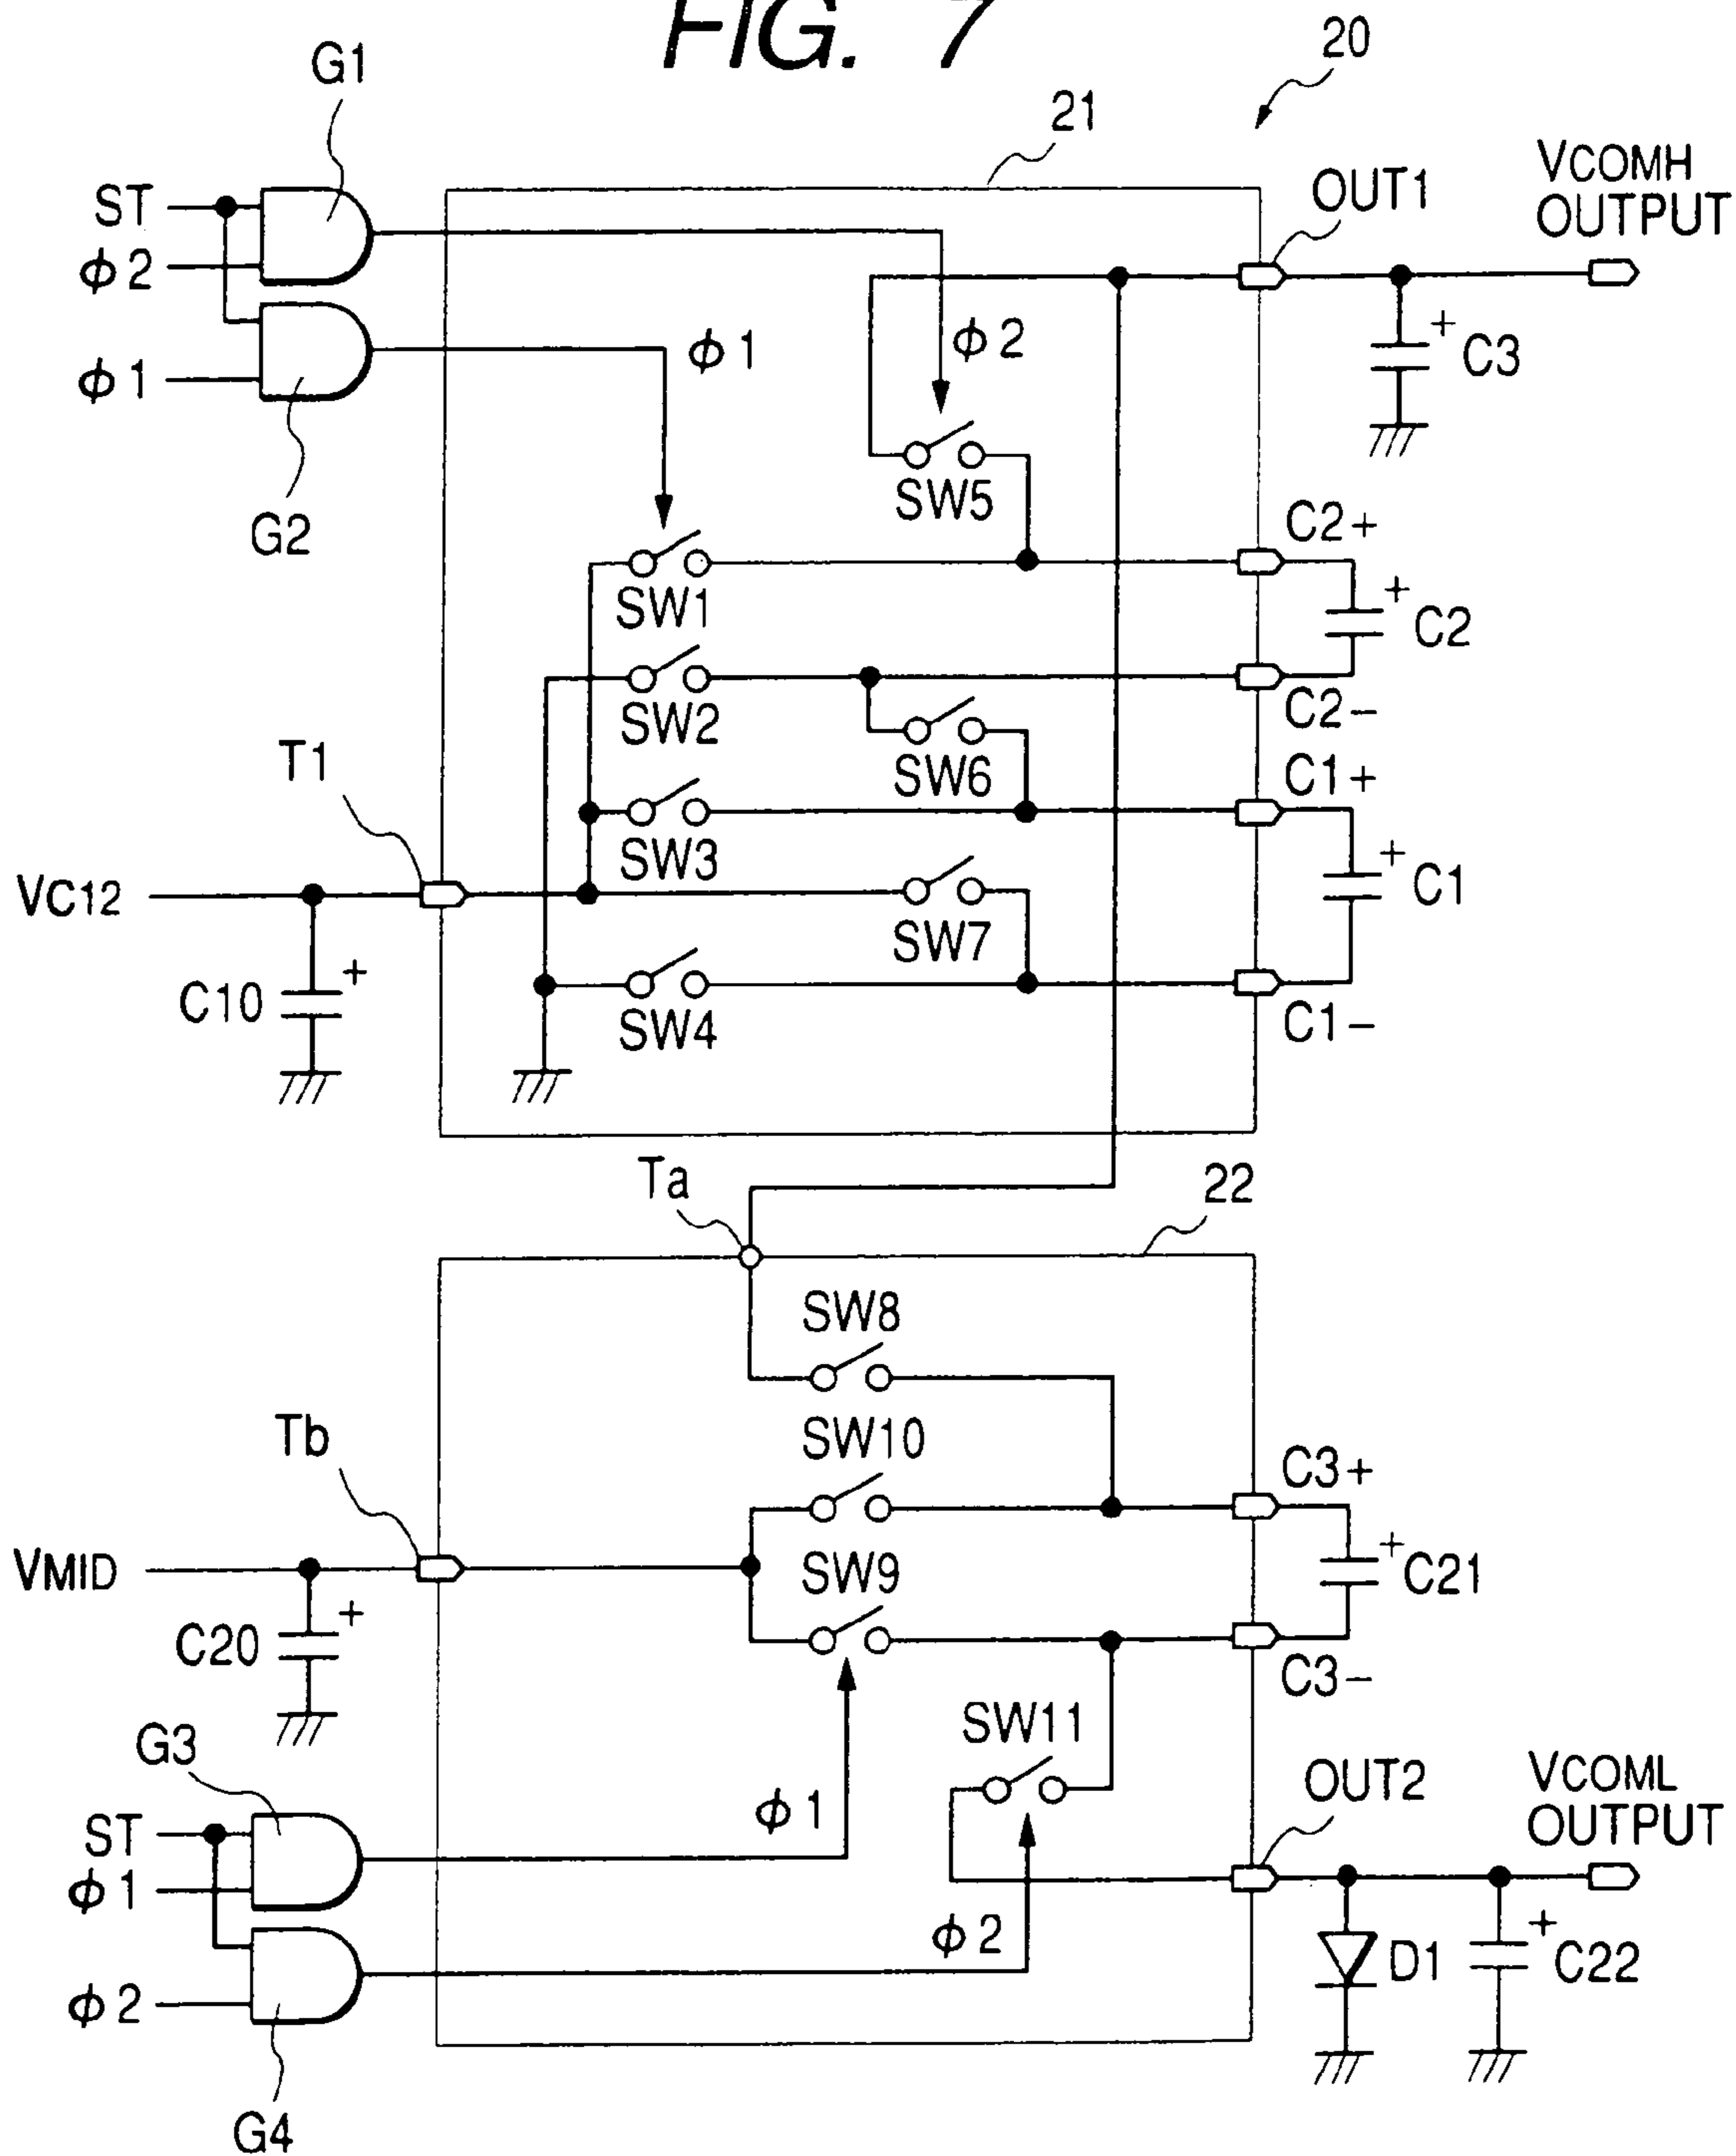 FIG. 7
20
G1
21
VCOMH
OUTPUT
OUT1
ST
ϕ2
ϕ1
ϕ1
ϕ2
+
C3
G2
SW5
C2+
SW1
+
C2
SW2
C2-
T1
SW6
C1+
SW3
+
C1
VC12
SW7
+
C10
SW4
C1-
Ta
22
SW8
Tb
SW10
C3+
VMID
SW9
+
C21
+
C20
C3-
G3
SW11
VCOML
OUTPUT
OUT2
ϕ1
ST
ϕ1
ϕ2
+
D1
C22
ϕ2
G4